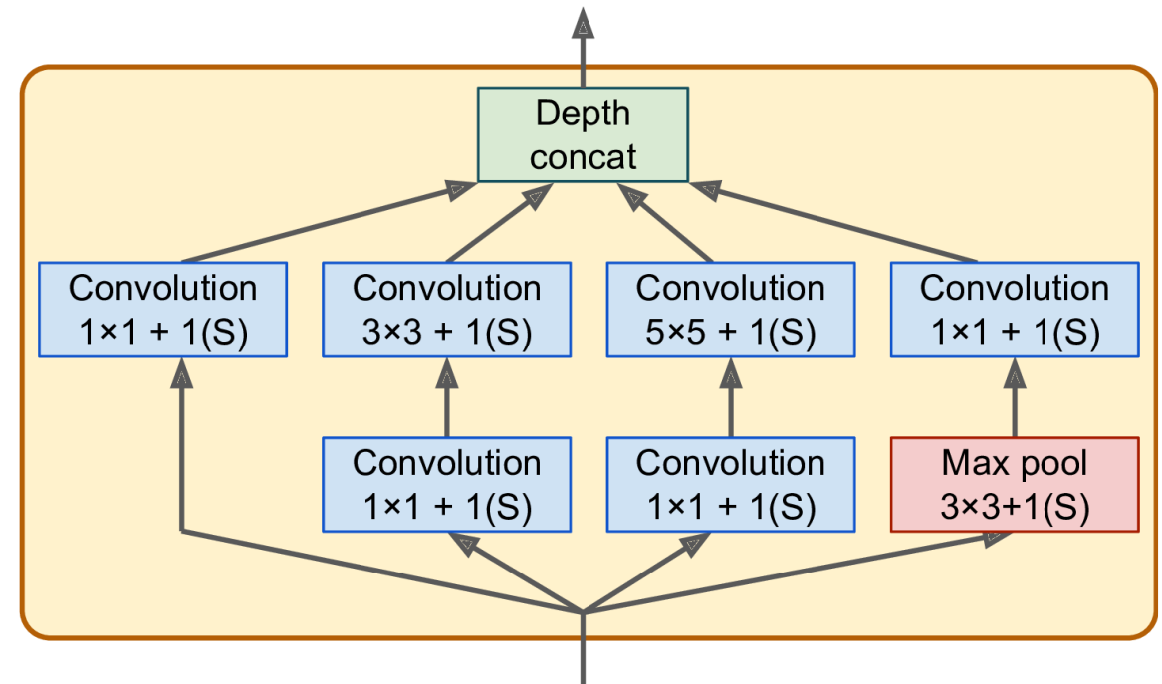 Depth
concat
Convolution
1×1 + 1(S)
Convolution
3×3 + 1(S)
Convolution
5×5 + 1(S)
Convolution
1×1 + 1(S)
Convolution
1×1 + 1(S)
Convolution
1×1 + 1(S)
Max pool
3×3+1(S)